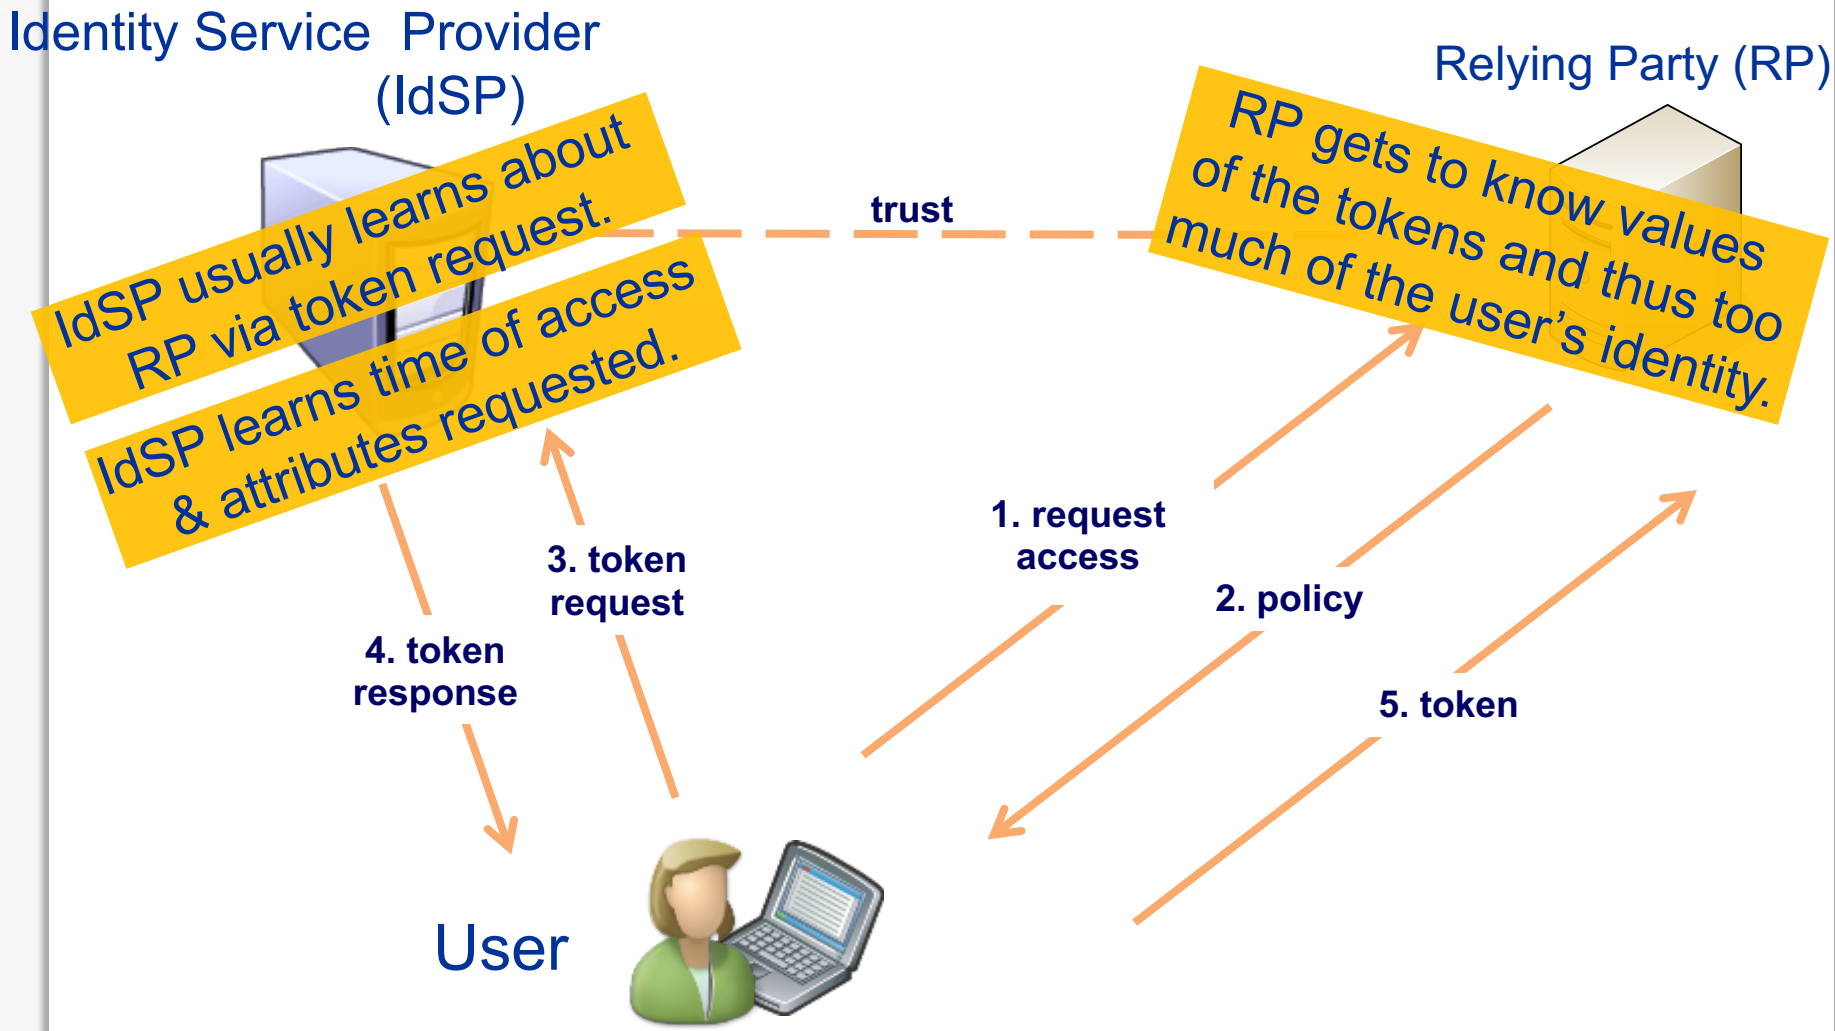 Identity Service Provider
(IdSP)
Relying Party (RP)
IdSP usually learns about
RP via token request.
IdSP learns time of access
& attributes requested.
trust
RP gets to know values
of the tokens and thus too
much of the user’s identity.
1. request
access
2. policy
3. token
request
4. token
response
5. token
User